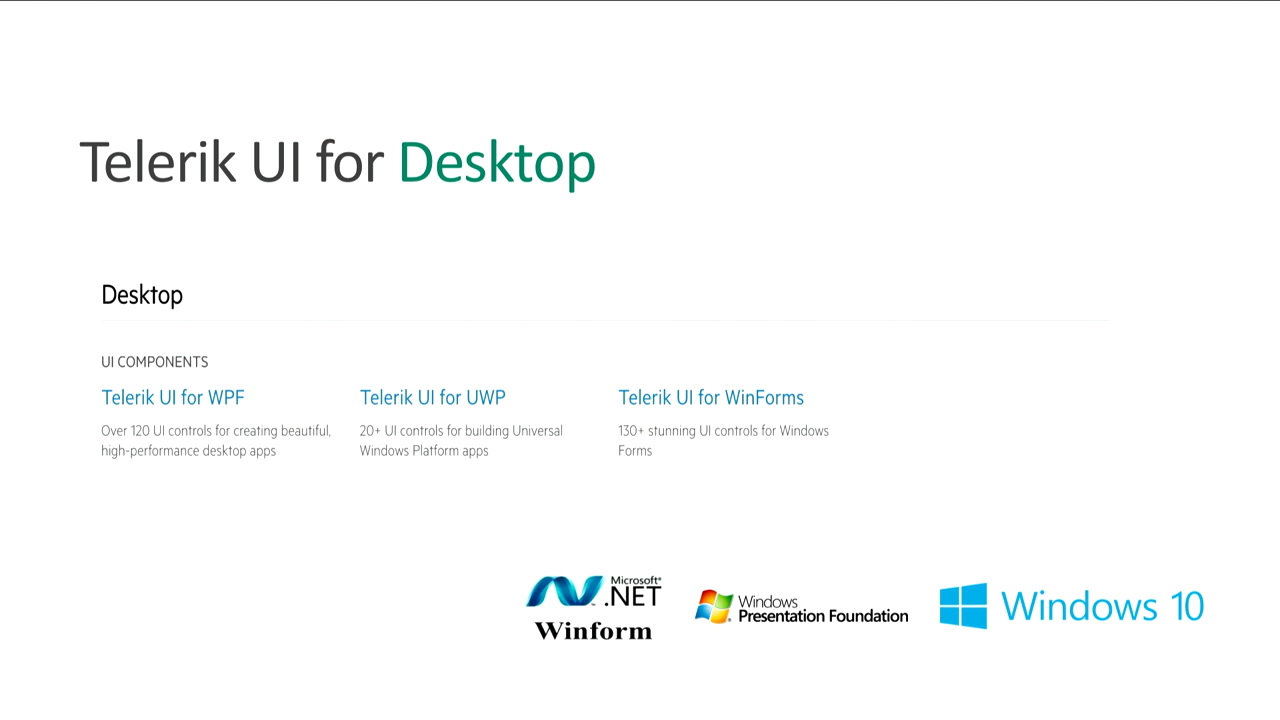 Telerik UI for Desktop
Desktop
UI COMPONENTS
Telerik UI for WPF
Over 120 UI controls for creating beautiful,
high-performance desktop apps
Telerik UI for UWP
20+ UI controls for building Universal
Windows Platform apps
Telerik UI for WinForms
130+ stunning UI controls for Windows
Forms
Microsoft®
.NET
Winform
Windows
Presentation Foundation
Windows 10